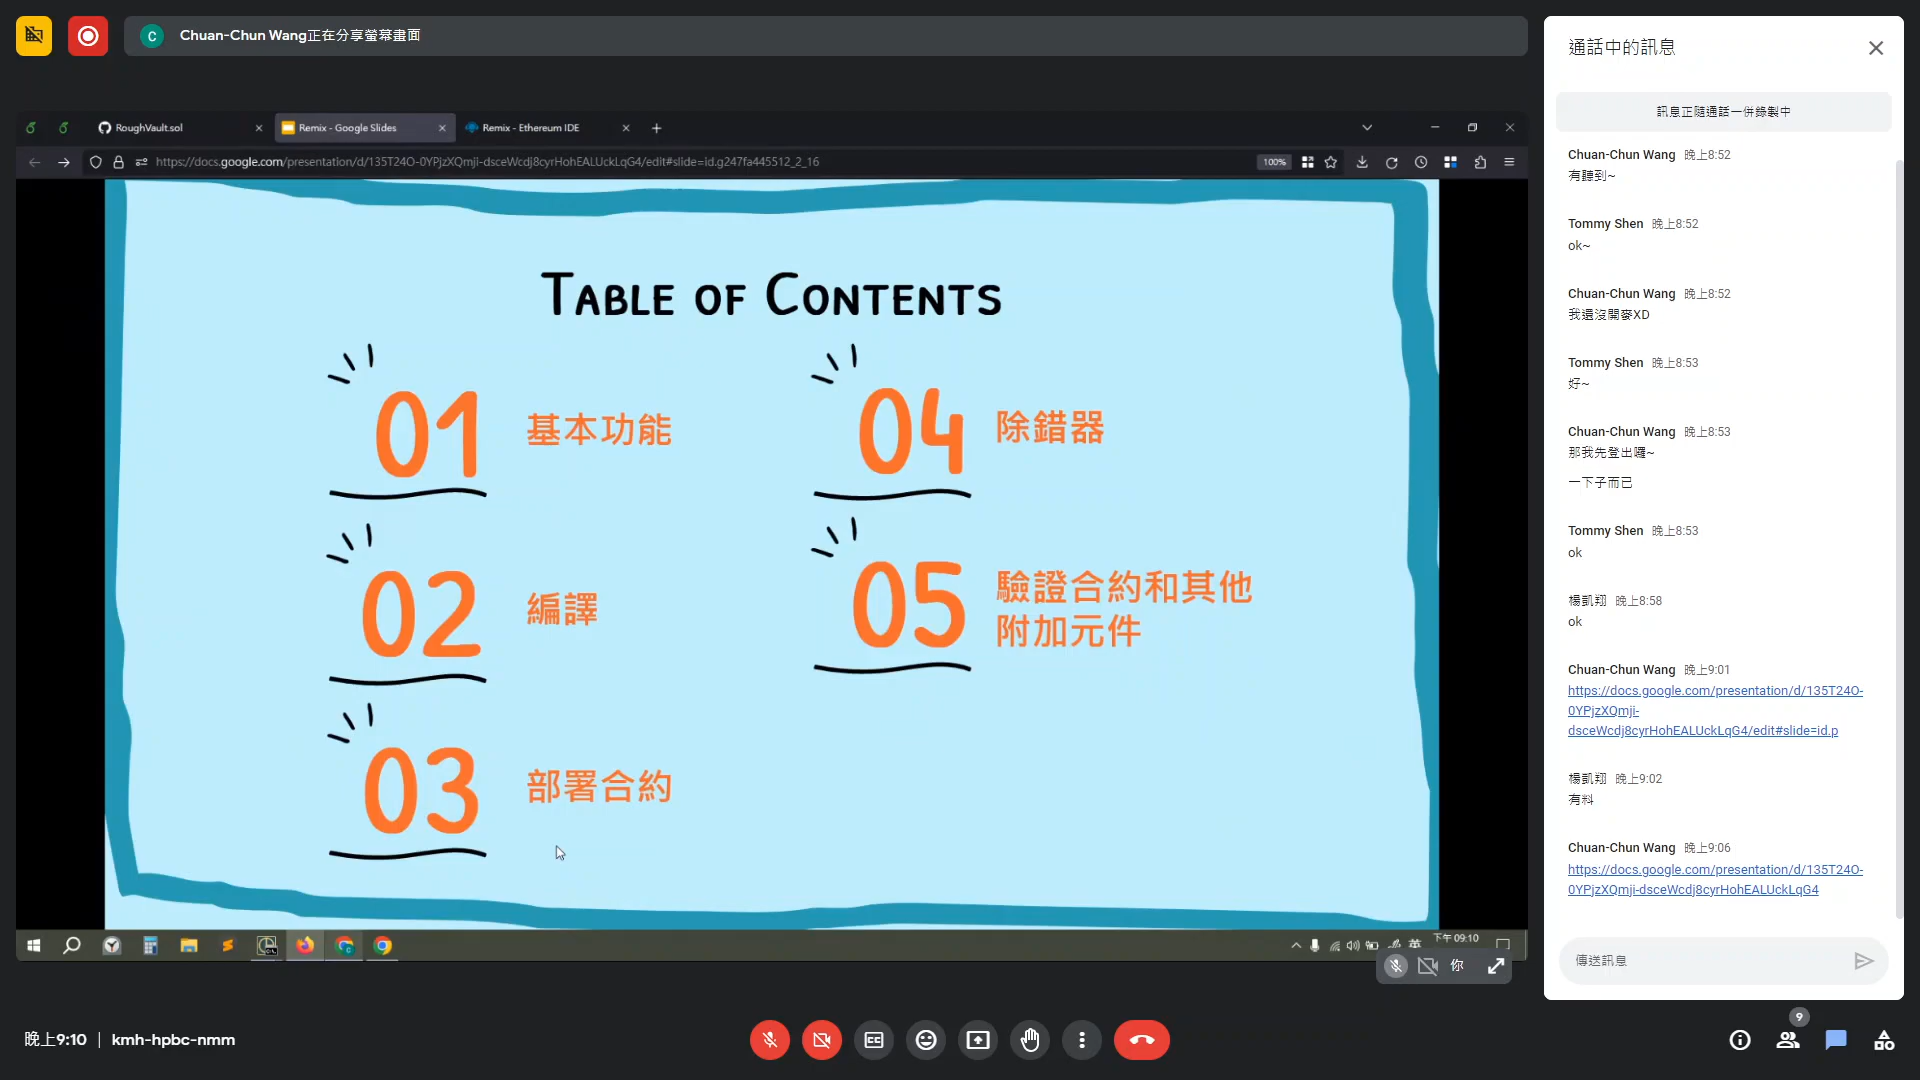 Chuan-Chun Wang正在分享螢幕畫面
RoughVault.sol
Remix - Google Slides
Remix - Ethereum IDE
https://docs.google.com/presentation/d/135T24O-0YPjzXQmji-dsceWcdj8cyrHohEALUckLqG4/edit#slide=id.g247fa445512_2_16
100%
TABLE OF CONTENTS
01 基本功能
02 編譯
03 部署合約
04 除錯器
05 驗證合約和其他
附加元件
英
下午 09:10
你
晚上9:10 | kmh-hpbc-nmm
通話中的訊息
訊息正隨通話一併錄製中
Chuan-Chun Wang 晚上8:52
有聽到~
Tommy Shen 晚上8:52
ok~
Chuan-Chun Wang 晚上8:52
我還沒開麥XD
Tommy Shen 晚上8:53
好~
Chuan-Chun Wang 晚上8:53
那我先登出囉~
一下子而已
Tommy Shen 晚上8:53
ok
楊凱翔 晚上8:58
ok
Chuan-Chun Wang 晚上9:01
https://docs.google.com/presentation/d/135T24O-
0YPjzXQmji-
dsceWcdj8cyrHohEALUckLqG4/edit#slide=id.p
楊凱翔 晚上9:02
有料
Chuan-Chun Wang 晚上9:06
https://docs.google.com/presentation/d/135T24O-
0YPjzXQmji-dsceWcdj8cyrHohEALUckLqG4
傳送訊息
9